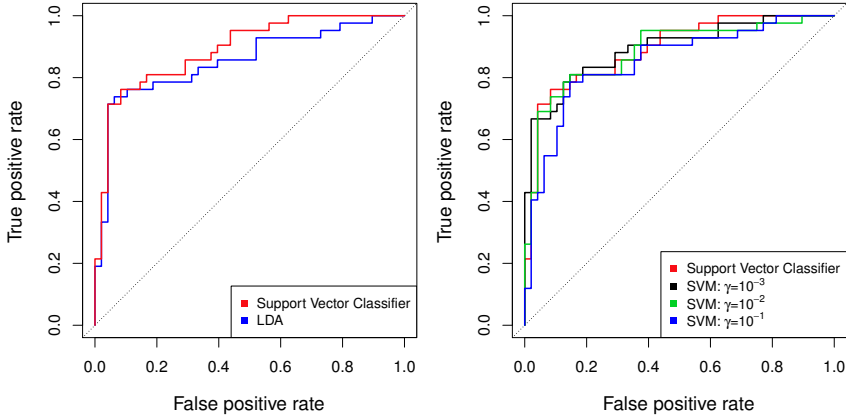 True positive rate
1.0
0.8
0.6
0.4
0.2
0.0
Support Vector Classifier
LDA
0.0 0.2 0.4 0.6 0.8 1.0
False positive rate
True positive rate
1.0
0.8
0.6
0.4
0.2
0.0
Support Vector Classifier
SVM: γ=10⁻³
SVM: γ=10⁻²
SVM: γ=10⁻¹
0.0 0.2 0.4 0.6 0.8 1.0
False positive rate